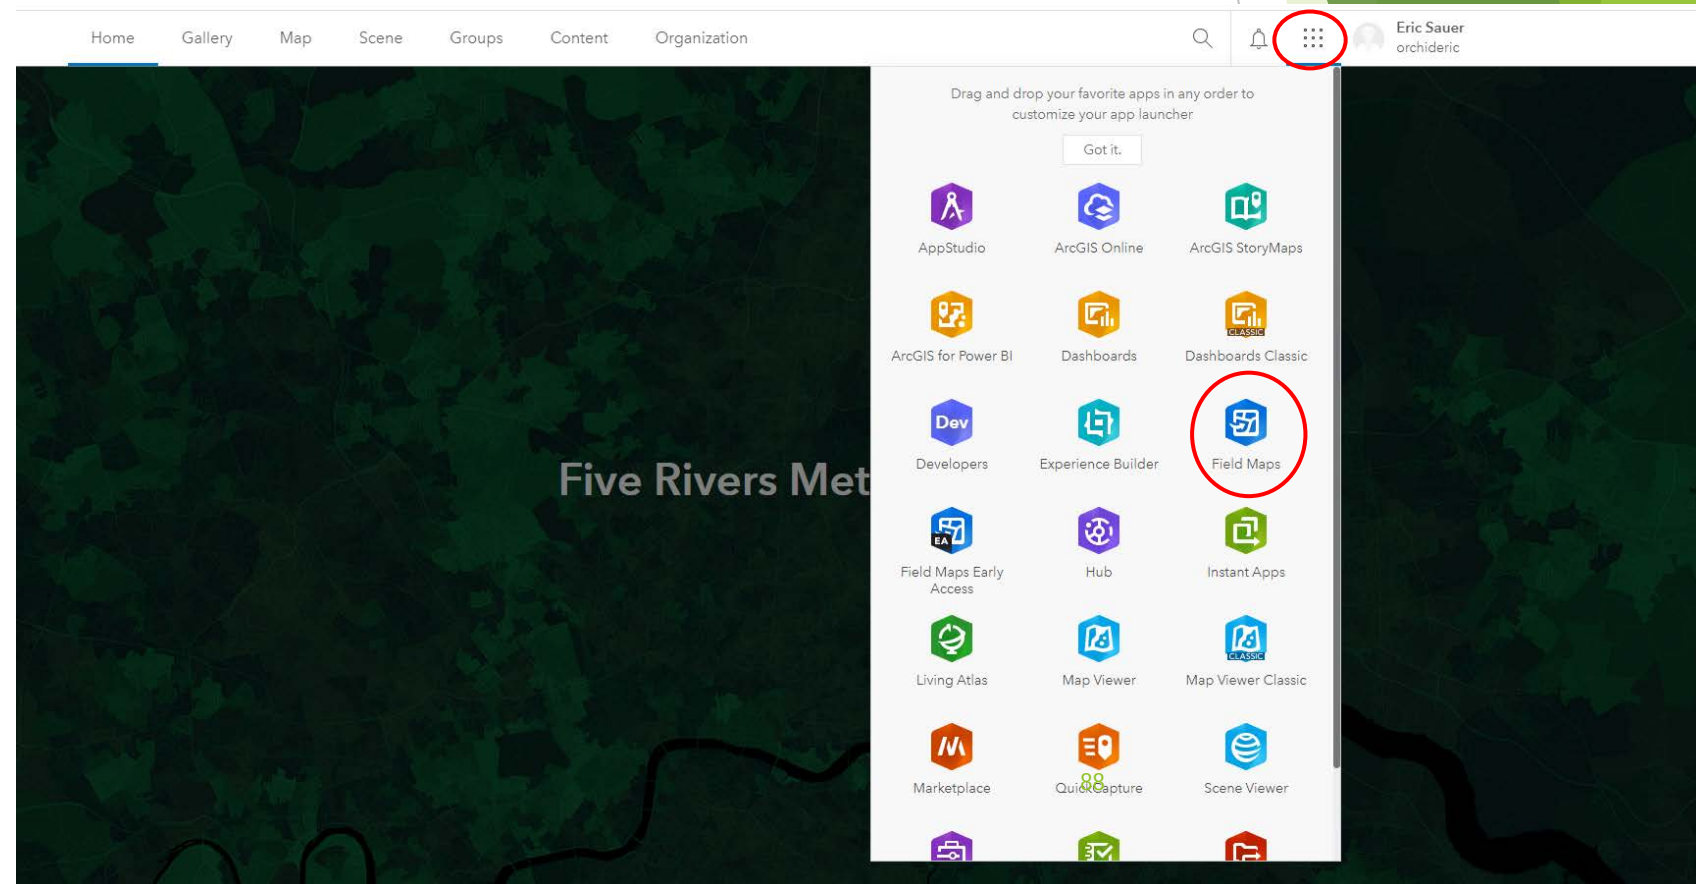 Home Gallery Map Scene Groups Content Organization
Eric Sauer
orchideric
Drag and drop your favorite apps in any order to
customize your app launcher
Got it.
AppStudio ArcGIS Online ArcGIS StoryMaps
CLASSIC
ArcGIS for Power BI Dashboards Dashboards Classic
Dev
Developers Experience Builder Field Maps
Five Rivers Met
EA
Field Maps Early
Access
Hub Instant Apps
CLASSIC
Living Atlas Map Viewer Map Viewer Classic
88
Marketplace QuickCapture Scene Viewer